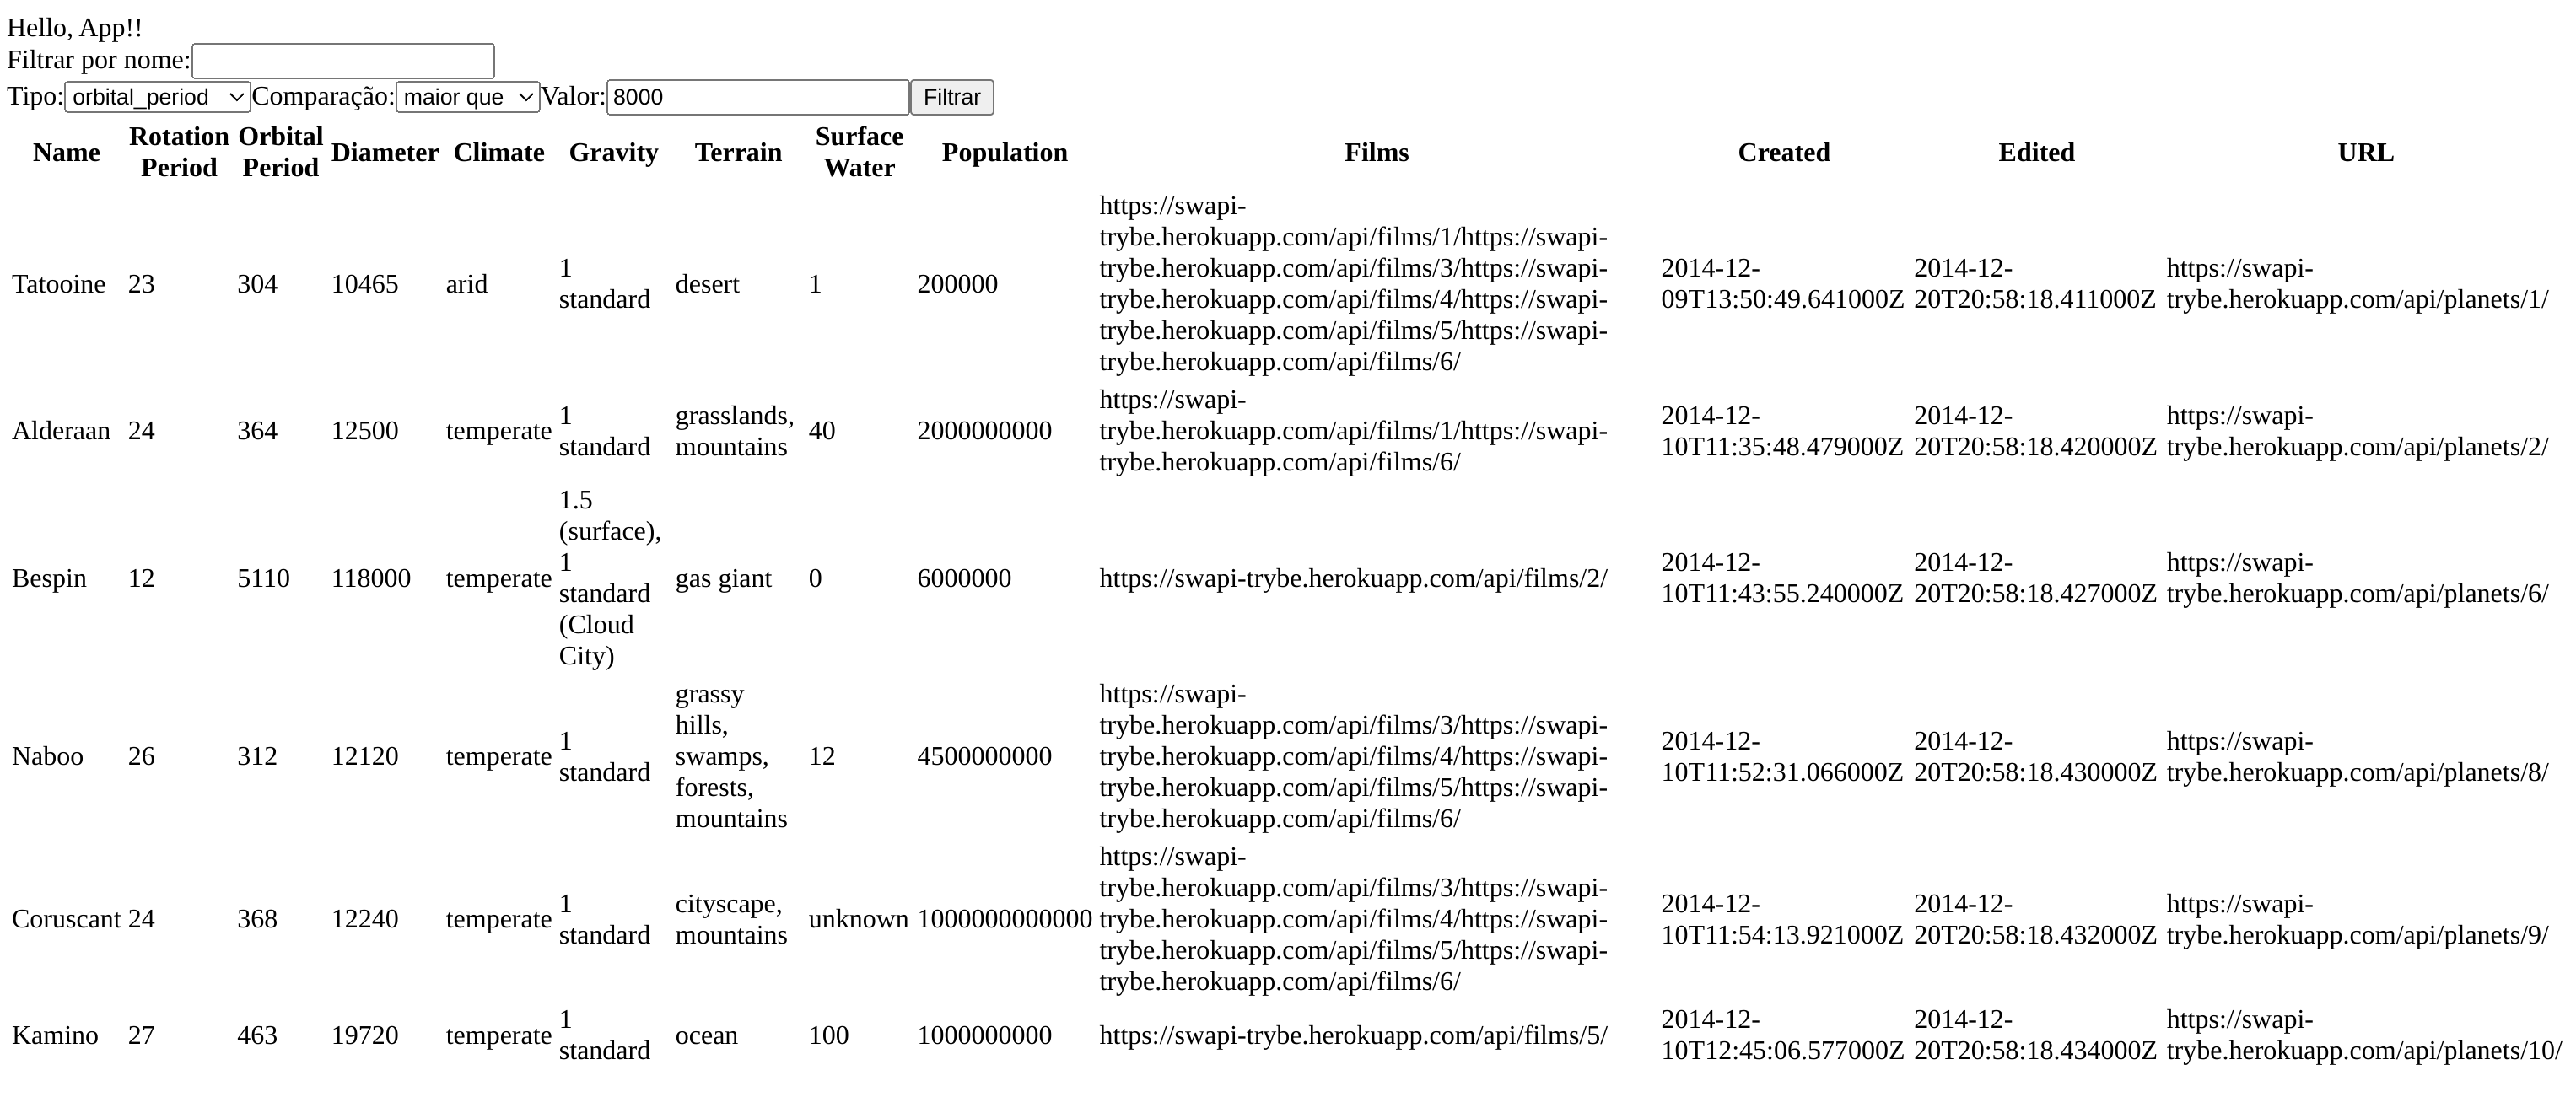 Hello, App!!
Filtrar por nome:
Tipo: orbital_period Comparação: maior que Valor: 8000 Filtrar
Name Rotation Period Orbital Period Diameter Climate Gravity Terrain Surface Water Population Films Created Edited URL
Tatooine 23 304 10465 arid 1 standard desert 1 200000 https://swapi-trybe.herokuapp.com/api/films/1/https://swapi-trybe.herokuapp.com/api/films/3/https://swapi-trybe.herokuapp.com/api/films/4/https://swapi-trybe.herokuapp.com/api/films/5/https://swapi-trybe.herokuapp.com/api/films/6/ 2014-12-09T13:50:49.641000Z 2014-12-20T20:58:18.411000Z https://swapi-trybe.herokuapp.com/api/planets/1/
Alderaan 24 364 12500 temperate 1 standard grasslands, mountains 40 2000000000 https://swapi-trybe.herokuapp.com/api/films/1/https://swapi-trybe.herokuapp.com/api/films/6/ 2014-12-10T11:35:48.479000Z 2014-12-20T20:58:18.420000Z https://swapi-trybe.herokuapp.com/api/planets/2/
Bespin 12 5110 118000 temperate 1.5 (surface), 1 standard (Cloud City) gas giant 0 6000000 https://swapi-trybe.herokuapp.com/api/films/2/ 2014-12-10T11:43:55.240000Z 2014-12-20T20:58:18.427000Z https://swapi-trybe.herokuapp.com/api/planets/6/
Naboo 26 312 12120 temperate 1 standard grassy hills, swamps, forests, mountains 12 4500000000 https://swapi-trybe.herokuapp.com/api/films/3/https://swapi-trybe.herokuapp.com/api/films/4/https://swapi-trybe.herokuapp.com/api/films/5/https://swapi-trybe.herokuapp.com/api/films/6/ 2014-12-10T11:52:31.066000Z 2014-12-20T20:58:18.430000Z https://swapi-trybe.herokuapp.com/api/planets/8/
Coruscant 24 368 12240 temperate 1 standard cityscape, mountains unknown 1000000000000 https://swapi-trybe.herokuapp.com/api/films/3/https://swapi-trybe.herokuapp.com/api/films/4/https://swapi-trybe.herokuapp.com/api/films/5/https://swapi-trybe.herokuapp.com/api/films/6/ 2014-12-10T11:54:13.921000Z 2014-12-20T20:58:18.432000Z https://swapi-trybe.herokuapp.com/api/planets/9/
Kamino 27 463 19720 temperate 1 standard ocean 100 1000000000 https://swapi-trybe.herokuapp.com/api/films/5/ 2014-12-10T12:45:06.577000Z 2014-12-20T20:58:18.434000Z https://swapi-trybe.herokuapp.com/api/planets/10/